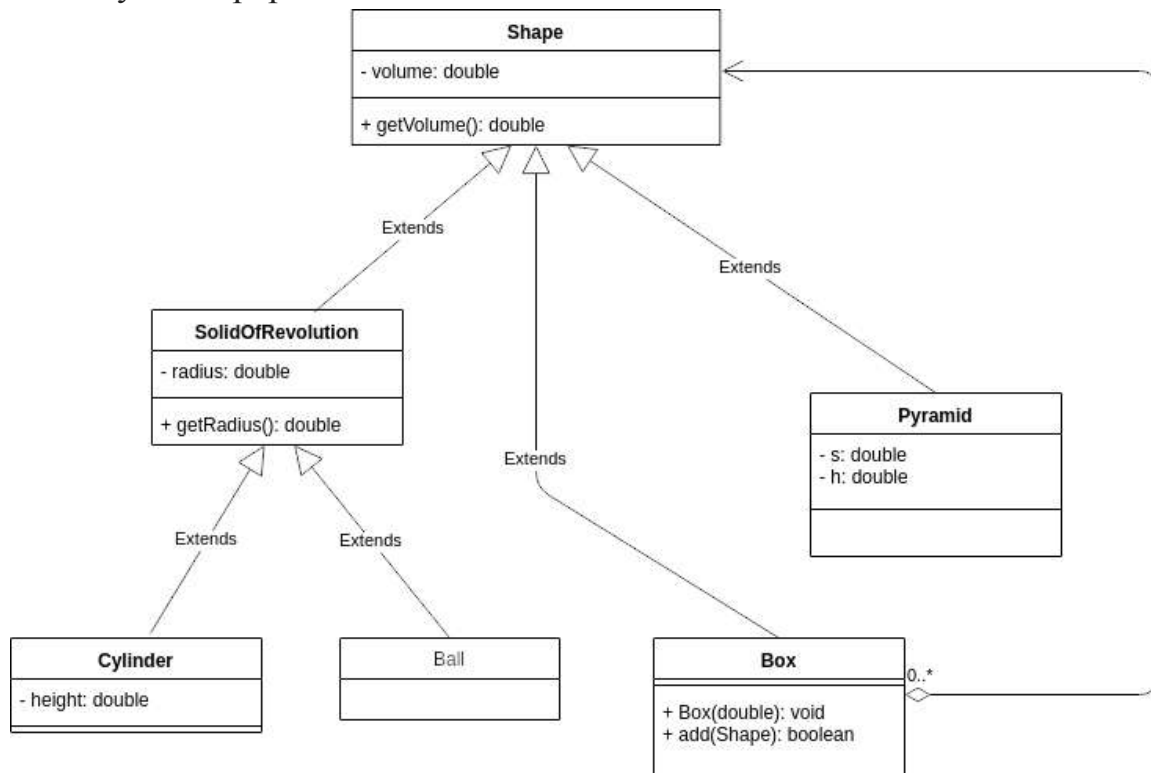 Shape
- volume: double
+ getVolume(): double
Extends
Extends
SolidOfRevolution
- radius: double
+ getRadius(): double
Pyramid
- s: double
- h: double
Extends
Extends
Extends
Cylinder
- height: double
Ball
Box
0..*
+ Box(double): void
+ add(Shape): boolean